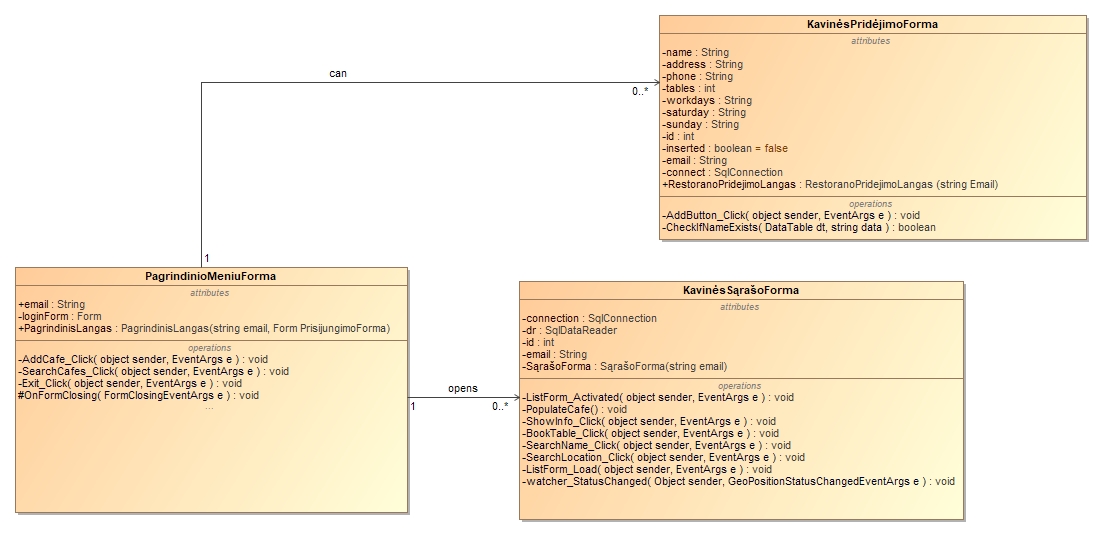 KavinėsPridėjimoForma
attributes
-name : String
-address : String
-phone : String
-tables : int
-workdays : String
-saturday : String
-sunday : String
-id : int
-inserted : boolean = false
-email : String
-connect : SqlConnection
+RestoranoPridejimoLangas : RestoranoPridejimoLangas (string Email)
operations
-AddButton_Click( object sender, EventArgs e ) : void
-CheckIfNameExists( DataTable dt, string data ) : boolean
can
0..*
1
PagrindinioMeniuForma
attributes
+email : String
-loginForm : Form
+PagrindinisLangas : PagrindinisLangas(string email, Form PrisijungimoForma)
operations
-AddCafe_Click( object sender, EventArgs e ) : void
-SearchCafes_Click( object sender, EventArgs e ) : void
-Exit_Click( object sender, EventArgs e ) : void
#OnFormClosing( FormClosingEventArgs e ) : void
...
opens
1
0..*
KavinėsSąrašoForma
attributes
-connection : SqlConnection
-dr : SqlDataReader
-id : int
-email : String
-SąrašoForma : SąrašoForma(string email)
operations
-ListForm_Activated( object sender, EventArgs e ) : void
-PopulateCafe() : void
-ShowInfo_Click( object sender, EventArgs e ) : void
-BookTable_Click( object sender, EventArgs e ) : void
-SearchName_Click( object sender, EventArgs e ) : void
-SearchLocation_Click( object sender, EventArgs e ) : void
-ListForm_Load( object sender, EventArgs e ) : void
-watcher_StatusChanged( Object sender, GeoPositionStatusChangedEventArgs e ) : void